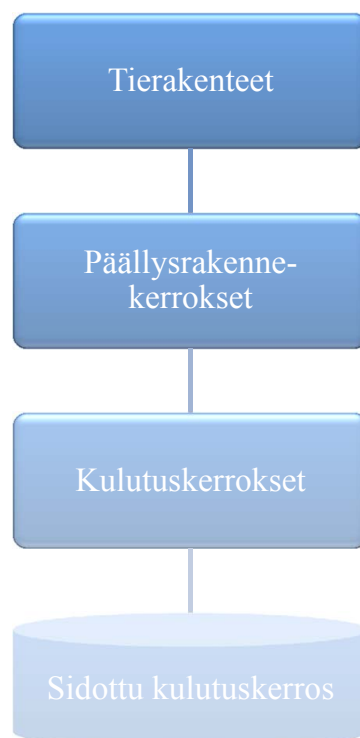 Tierakenteet
Päällysrakenne-
kerrokset
Kulutuskerrokset
Sidottu kulutuskerros